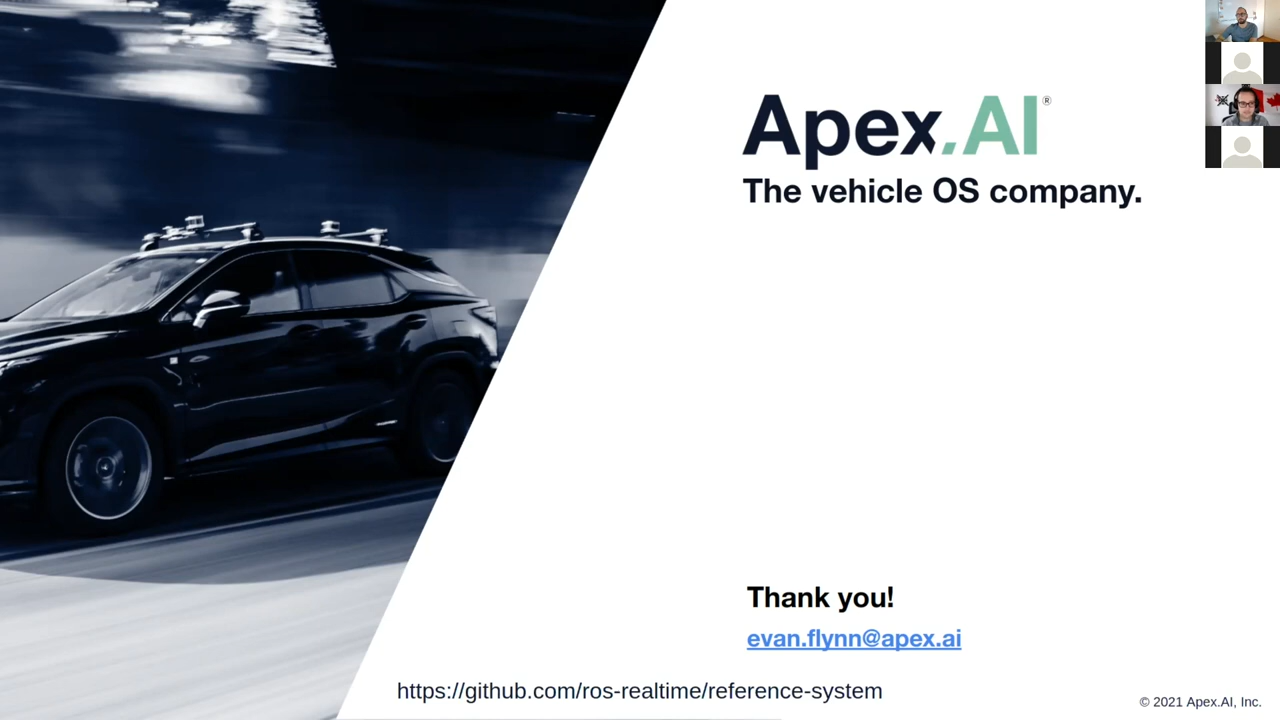 Apex.AI®
The vehicle OS company.
Thank you!
evan.flynn@apex.ai
https://github.com/ros-realtime/reference-system
© 2021 Apex.AI, Inc.